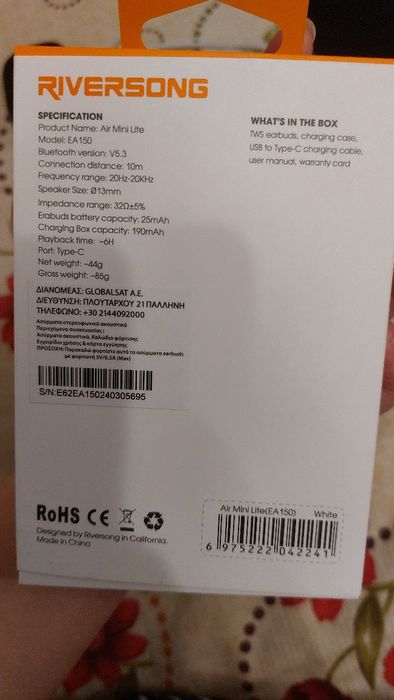 RIVERSONG
SPECIFICATION
Product Name: Air Mini Lite
Model: EA150
Bluetooth version: V5.3
Connection distance: 10m
Frequency range: 20Hz-20KHz
Speaker Size: Ø13mm
Impedance range: 32Ω±5%
Erabuds battery capacity: 25mAh
Charging Box capacity: 190mAh
Playback time: ~6H
Port: Type-C
Net weight: ~44g
Gross weight: ~85g
WHAT'S IN THE BOX
TWS earbuds, charging case,
USB to Type-C charging cable,
user manual, warranty card
ΔΙΑΝΟΜΕΑΣ: GLOBALSAT A.E.
ΔΙΕΥΘΥΝΣΗ: ΠΛΟΥΤΑΡΧΟΥ 21 ΠΑΛΛΗΝΗ
ΤΗΛΕΦΩΝΟ: +30 2144092000
Ασύρματα στερεοφωνικά ακουστικά
Περιεχόμενα συσκευασίας:
Ασύρματα ακουστικά, Καλώδιο φόρτισης
Εγχειρίδιο χρήσης & κάρτα εγγύησης
ΠΡΟΣΟΧΗ: Παρακαλώ φορτίστε αυτά τα ασύρματα earbuds
με φορτιστή 5V/0,5A (Max)
S/N:E62EA150240305695
RoHS CE
Designed by Riversong in California.
Made in China
Air Mini Lite(EA150) White
6 975222 042241